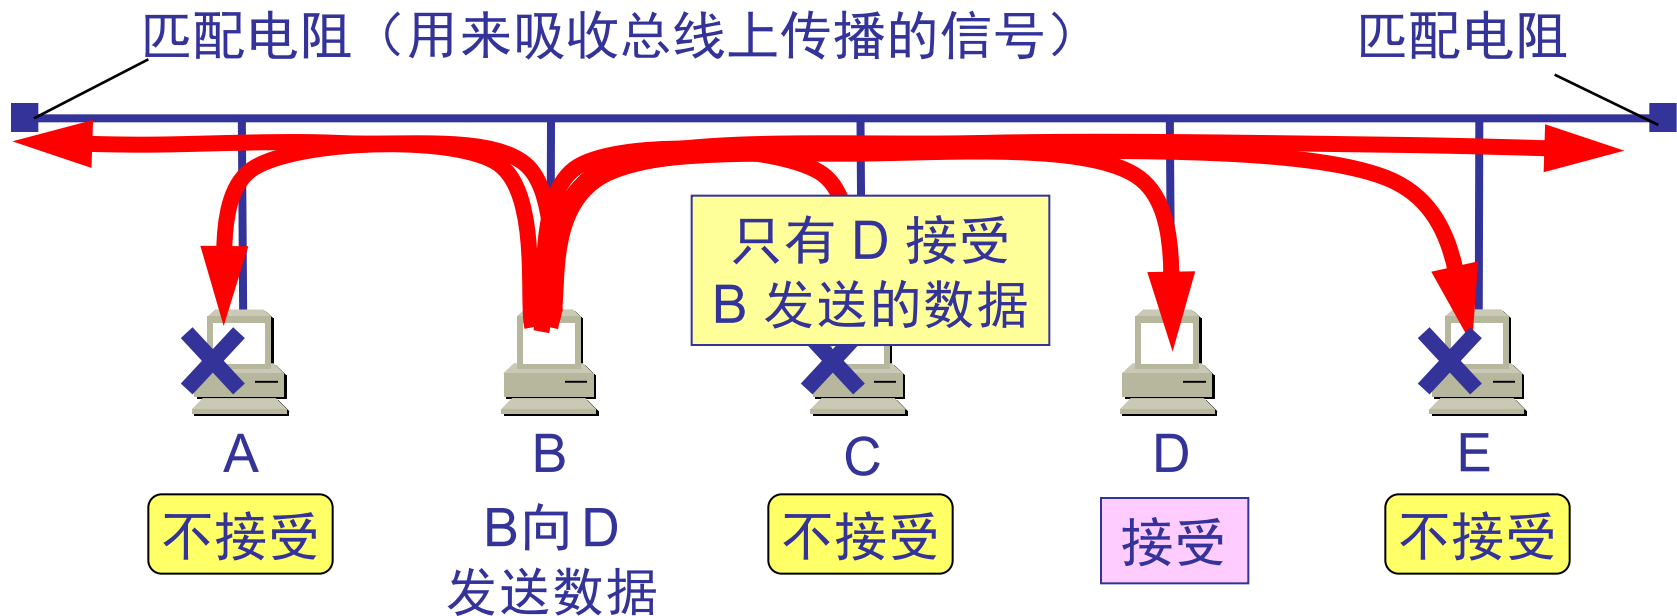 匹配电阻（用来吸收总线上传播的信号）
匹配电阻
只有 D 接受
B 发送的数据
A
B
C
D
E
不接受
B向 D
发送数据
不接受
接受
不接受